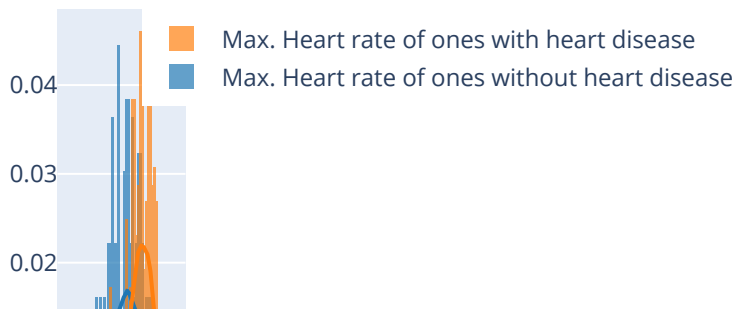 Max. Heart rate of ones with heart disease
Max. Heart rate of ones without heart disease
0.04
0.03
0.02